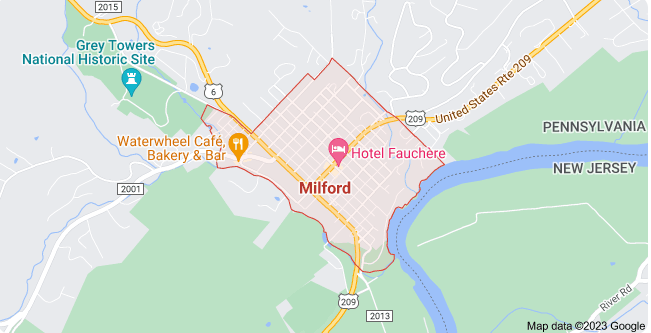 2015
Grey Towers
National Historic Site
6
209
United States Rte 209
Waterwheel Café,
Bakery & Bar
Hotel Fauchère
PENNSYLVANIA
NEW JERSEY
2001
Milford
209
2013
River Rd
Map data ©2023 Google